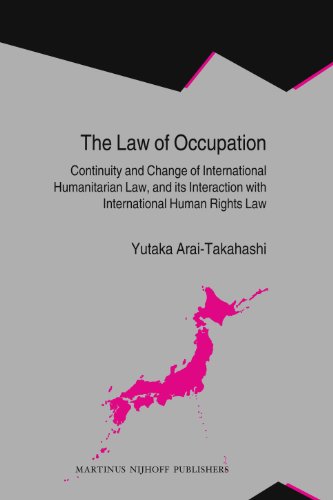 The Law of Occupation
Continuity and Change of International
Humanitarian Law, and its Interaction with
International Human Rights Law
Yutaka Arai-Takahashi
MARTINUS NIJHOFF PUBLISHERS